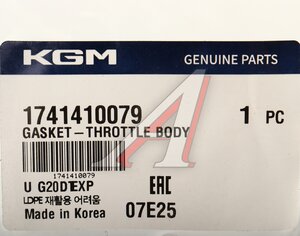 KGM
GENUINE PARTS
1741410079
1 PC
GASKET-THROTTLE BODY
1741410079
U G20DTEXP
EAC
LDPE 재활용 어려움
Made in Korea
07E25